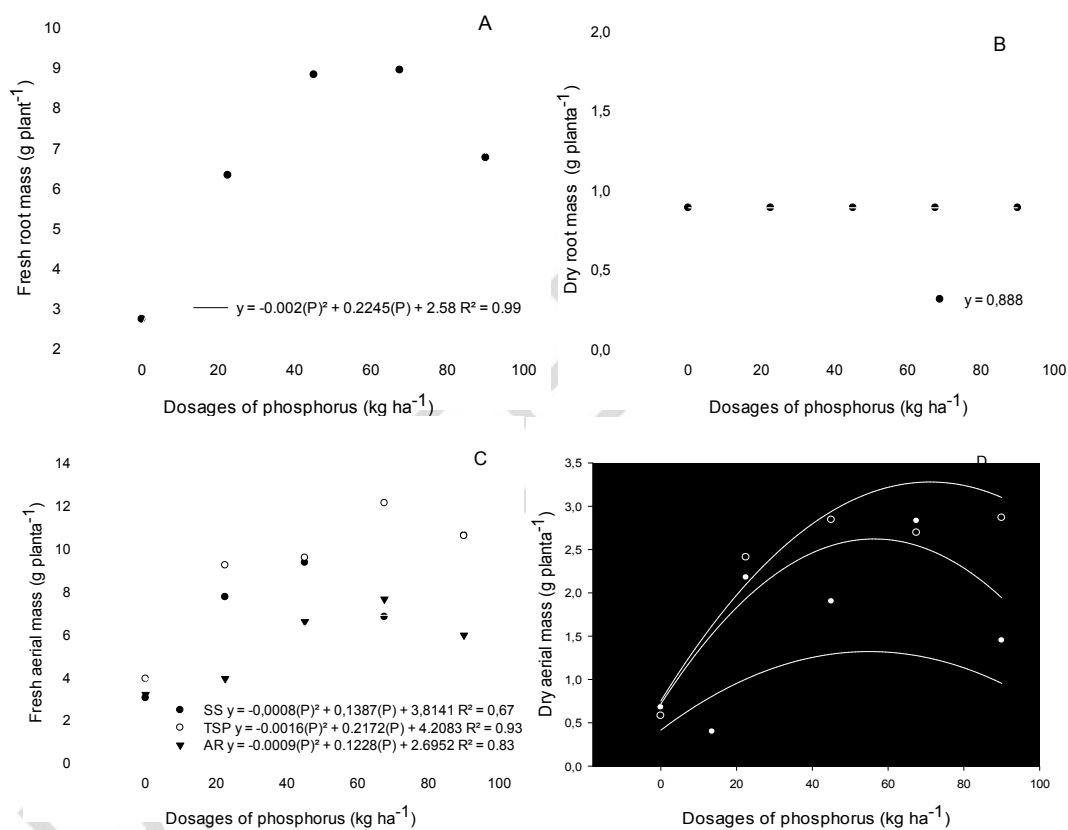 A
Fresh root mass (g plant⁻¹)
10
9
8
7
6
5
4
3
2
y = -0.002(P)² + 0.2245(P) + 2.58 R² = 0.99
0 20 40 60 80 100
Dosages of phosphorus (kg ha⁻¹)
B
Dry root mass (g planta⁻¹)
2,0
1,5
1,0
0,5
0,0
y = 0,888
0 20 40 60 80 100
Dosages of phosphorus (kg ha⁻¹)
C
Fresh aerial mass (g planta⁻¹)
14
12
10
8
6
4
2
0
SS y = -0,0008(P)² + 0,1387(P) + 3,8141 R² = 0,67
TSP y = -0.0016(P)² + 0.2172(P) + 4.2083 R² = 0.93
AR y = -0.0009(P)² + 0.1228(P) + 2.6952 R² = 0.83
0 20 40 60 80 100
Dosages of phosphorus (kg ha⁻¹)
D
Dry aerial mass (g planta⁻¹)
3,5
3,0
2,5
2,0
1,5
1,0
0,5
0,0
0 20 40 60 80 100
Dosages of phosphorus (kg ha⁻¹)